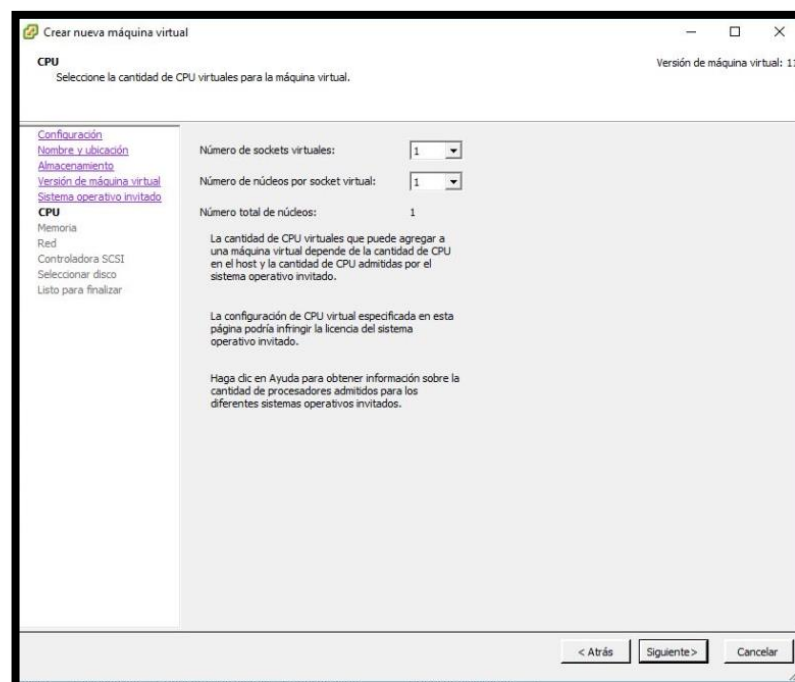 Crear nueva máquina virtual
CPU
Seleccione la cantidad de CPU virtuales para la máquina virtual.
Versión de máquina virtual: 11
Configuración
Nombre y ubicación
Almacenamiento
Versión de máquina virtual
Sistema operativo invitado
CPU
Memoria
Red
Controladora SCSI
Seleccionar disco
Listo para finalizar
Número de sockets virtuales: 1
Número de núcleos por socket virtual: 1
Número total de núcleos: 1
La cantidad de CPU virtuales que puede agregar a
una máquina virtual depende de la cantidad de CPU
en el host y la cantidad de CPU admitidas por el
sistema operativo invitado.
La configuración de CPU virtual especificada en esta
página podría infringir la licencia del sistema
operativo invitado.
Haga clic en Ayuda para obtener información sobre la
cantidad de procesadores admitidos para los
diferentes sistemas operativos invitados.
< Atrás
Siguiente >
Cancelar